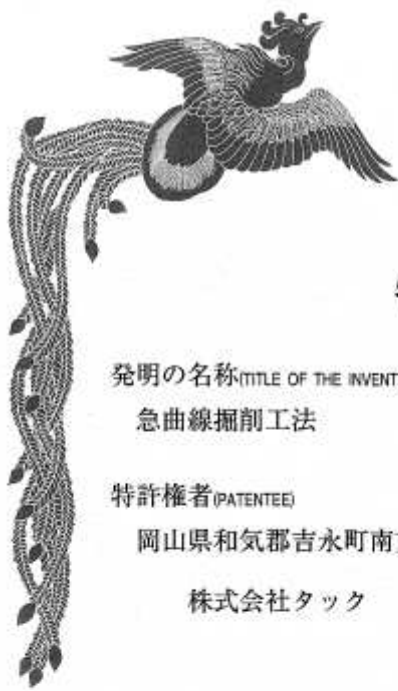 発明の名称(TITLE OF THE INVENT
急曲線掘削工法
特許権者(PATENTEE)
岡山県和気郡吉永町南
株式会社タック